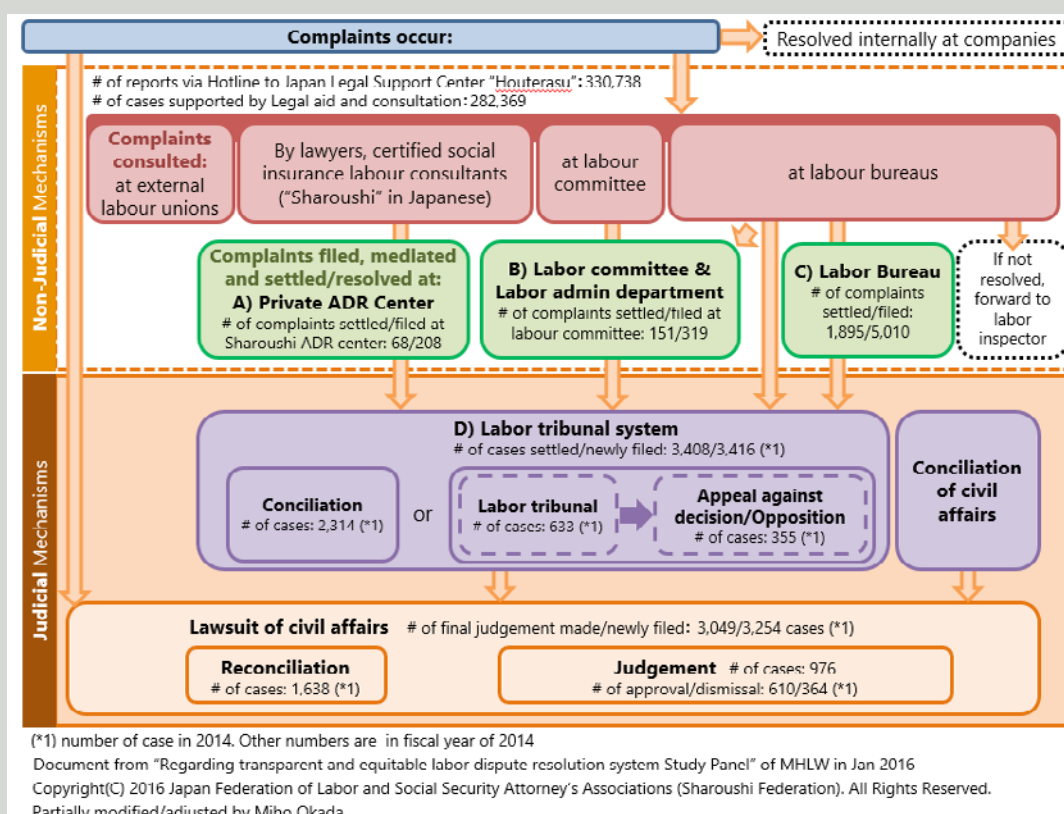 Complaints occur:
Resolved internally at companies
Non-Judicial Mechanisms
# of reports via Hotline to Japan Legal Support Center “Houterasu”: 330,738
# of cases supported by Legal aid and consultation: 282,369
Complaints
consulted:
at external
labour unions
By lawyers, certified social
insurance labour consultants
(“Sharoushi” in Japanese)
at labour
committee
at labour bureaus
Complaints filed, mediated
and settled/resolved at:
A) Private ADR Center
# of complaints settled/filed at
Sharoushi ADR center: 68/208
B) Labor committee &
Labor admin department
# of complaints settled/filed at
labour committee: 151/319
C) Labor Bureau
# of complaints
settled/filed:
1,895/5,010
If not
resolved,
forward to
labor
inspector
Judicial Mechanisms
D) Labor tribunal system
# of cases settled/newly filed: 3,408/3,416 (*1)
Conciliation
# of cases: 2,314 (*1)
or
Labor tribunal
# of cases: 633 (*1)
Appeal against
decision/Opposition
# of cases: 355 (*1)
Conciliation
of civil
affairs
Lawsuit of civil affairs # of final judgement made/newly filed: 3,049/3,254 cases (*1)
Reconciliation
# of cases: 1,638 (*1)
Judgement # of cases: 976
# of approval/dismissal: 610/364 (*1)
(*1) number of case in 2014. Other numbers are in fiscal year of 2014
Document from “Regarding transparent and equitable labor dispute resolution system Study Panel” of MHLW in Jan 2016
Copyright(C) 2016 Japan Federation of Labor and Social Security Attorney’s Associations (Sharoushi Federation). All Rights Reserved.
Partially modified/adjusted by Miho Okada